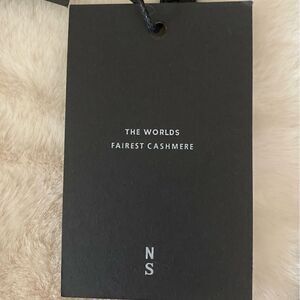 THE WORLDS
FAIREST CASHMERE
N
S